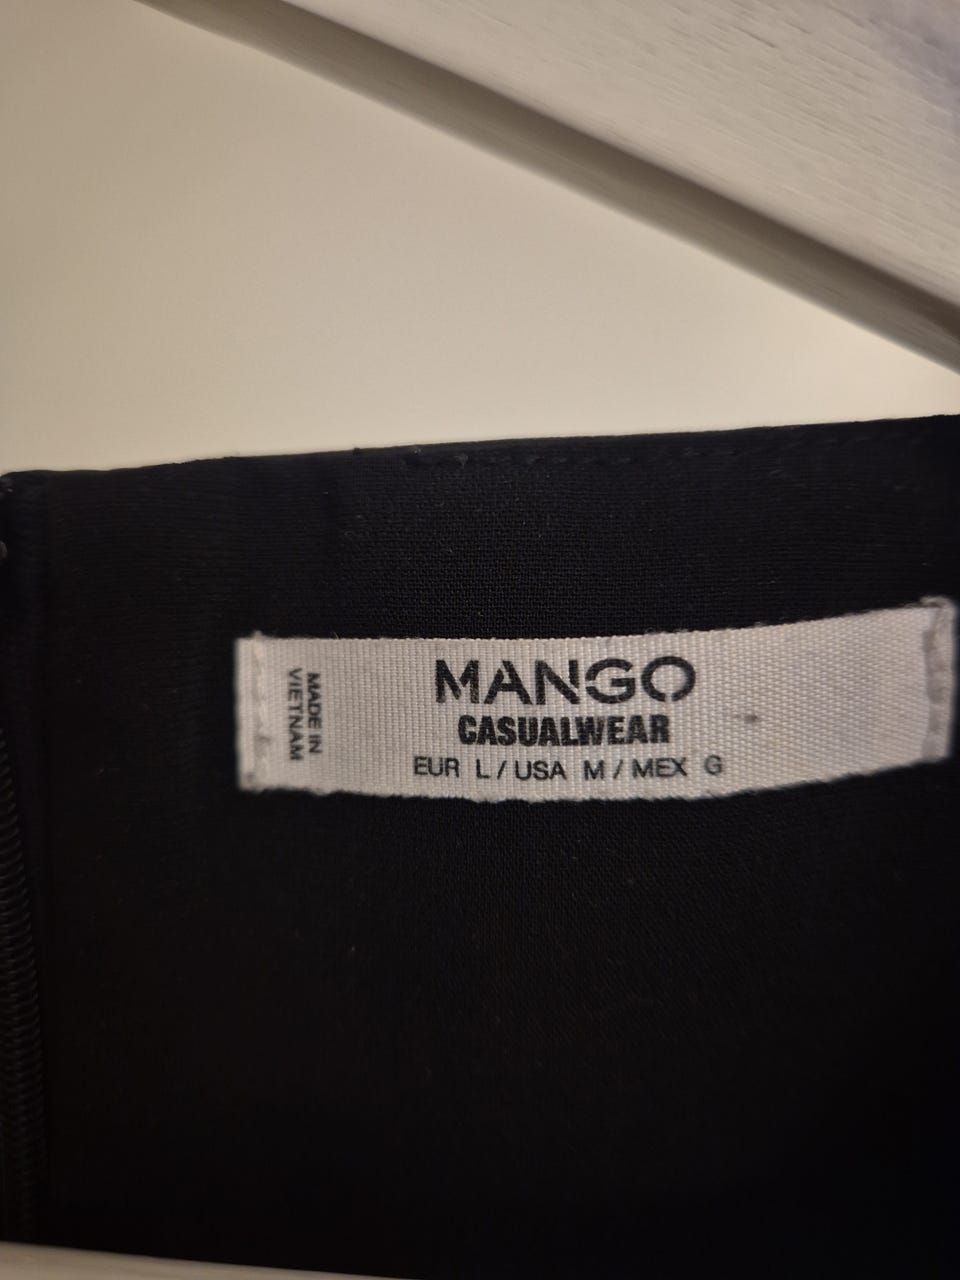 MADE IN
VIETNAM
MANGO
CASUALWEAR
EUR L / USA M / MEX G